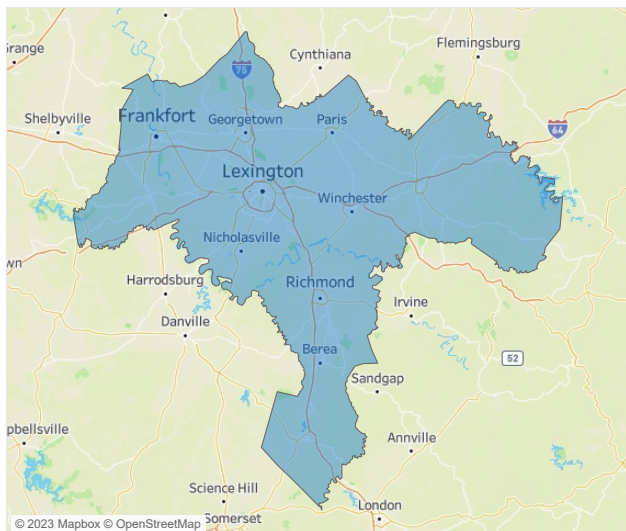 Grange
Flemingsburg
Cynthiana
75
Shelbyville
Frankfort
Georgetown
Paris
64
Lexington
Winchester
Nicholasville
wn
Harrodsburg
Richmond
Irvine
Danville
Berea
52
Sandgap
pbellsville
Annville
Science Hill
London
© 2023 Mapbox © OpenStreetMap
Somerset